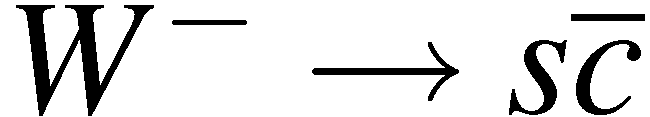 W⁻ → sc̅